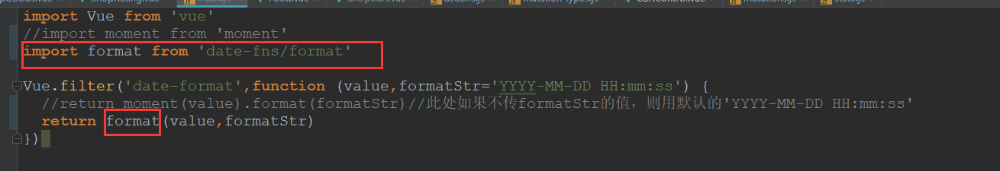 import Vue from 'vue'
//import moment from 'moment'
import format from 'date-fns/format'
Vue.filter('date-format',function (value,formatStr='YYYY-MM-DD HH:mm:ss') {
//return moment(value).format(formatStr)//此处如果不传formatStr的值，则用默认的'YYYY-MM-DD HH:mm:ss'
return format(value,formatStr)
})